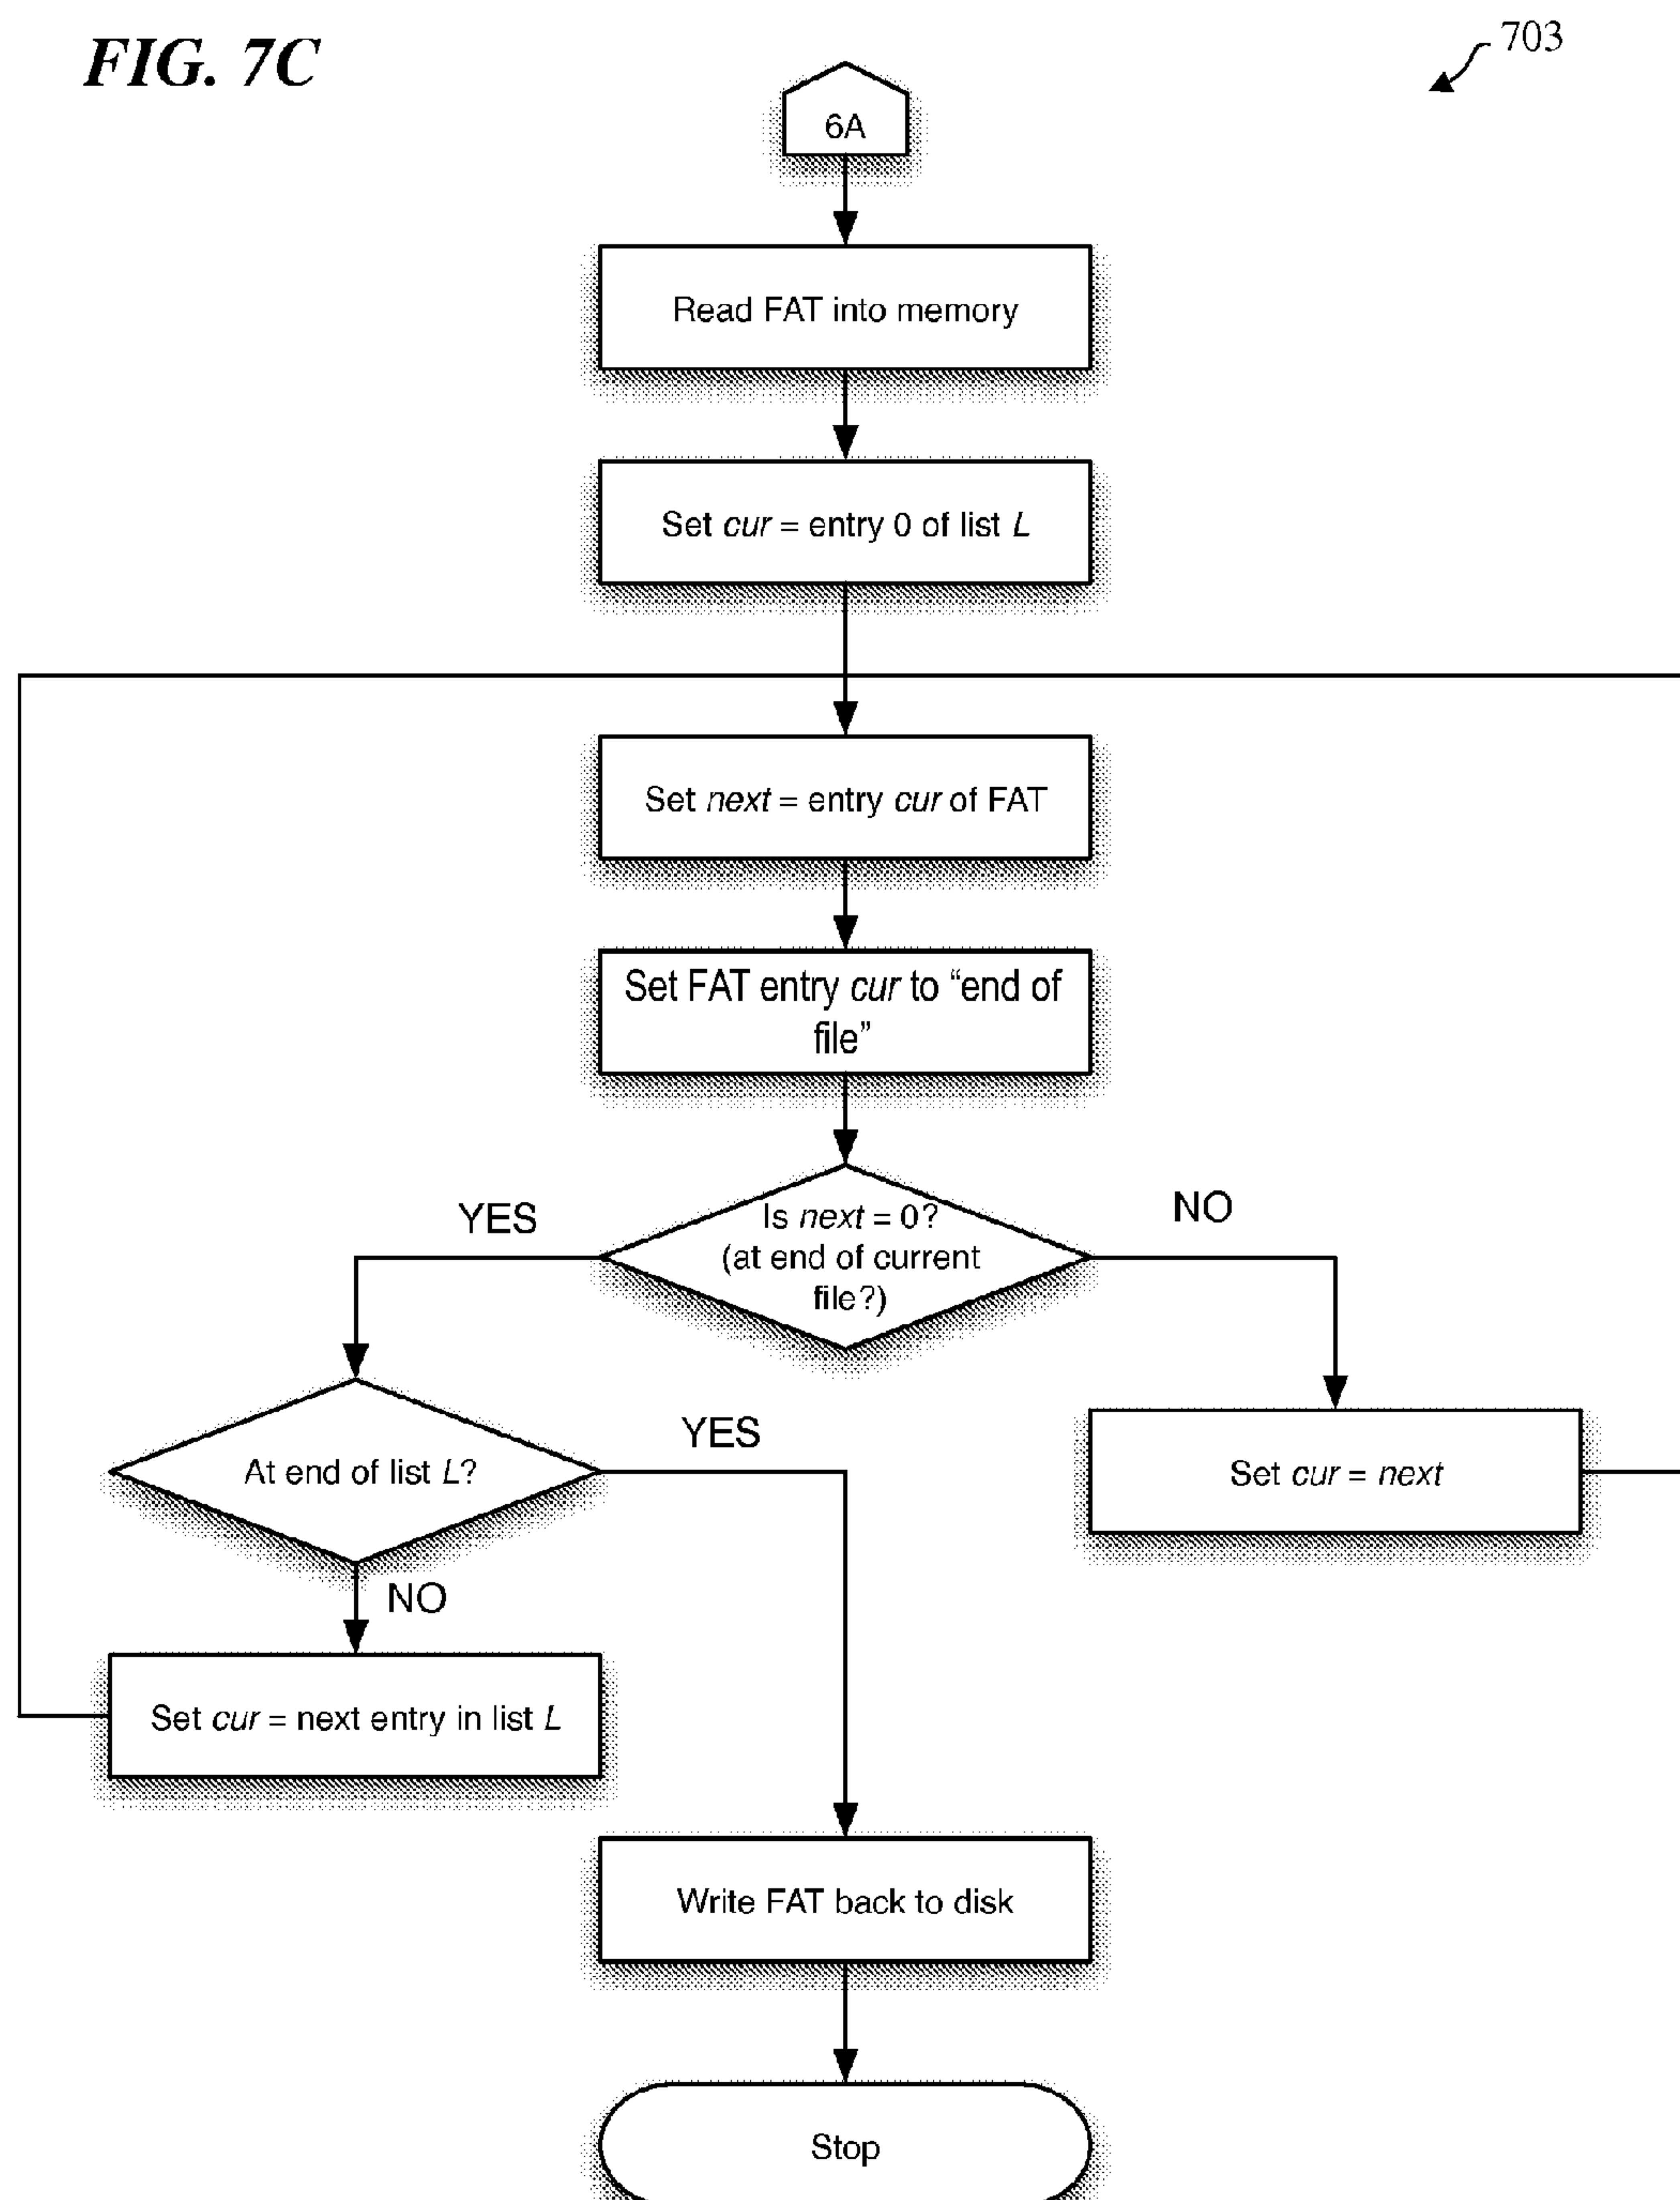 FIG. 7C
703
6A
Read FAT into memory
Set cur = entry 0 of list L
Set next = entry cur of FAT
Set FAT entry cur to “end of
file”
Is next = 0?
(at end of current
file?)
YES
NO
At end of list L?
YES
Set cur = next
NO
Set cur = next entry in list L
Write FAT back to disk
Stop